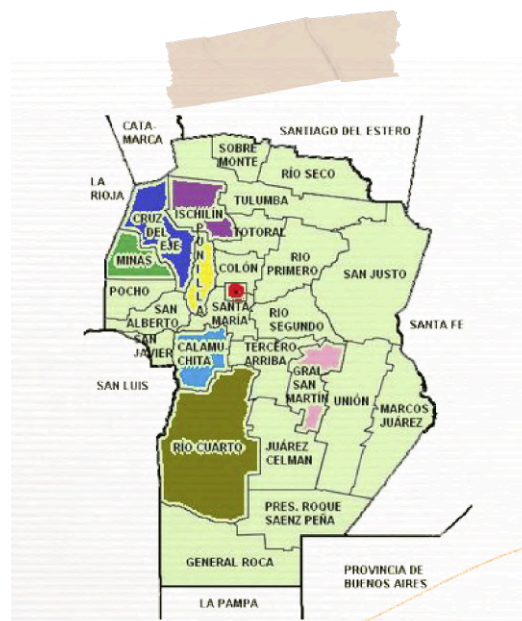 CATA-
MARCA
SANTIAGO DEL ESTERO
SOBRE
MONTE
RÍO SECO
LA
RIOJA
TULUMBA
ISCHILÍN
CRUZ
DEL
EJE
PUNILLA
TOTORAL
MINAS
COLÓN
RIO
PRIMERO
SAN JUSTO
POCHO
SAN
ALBERTO
SANTA
MARÍA
RIO
SEGUNDO
SANTA FE
SAN
JAVIER
CALAMU
CHITA
TERCERO
ARRIBA
SAN LUIS
GRAL
SAN
MARTÍN
UNIÓN
MARCOS
JUÁREZ
RÍO CUARTO
JUÁREZ
CELMAN
PRES. ROQUE
SAENZ PEÑA
GENERAL ROCA
PROVINCIA DE
BUENOS AIRES
LA PAMPA